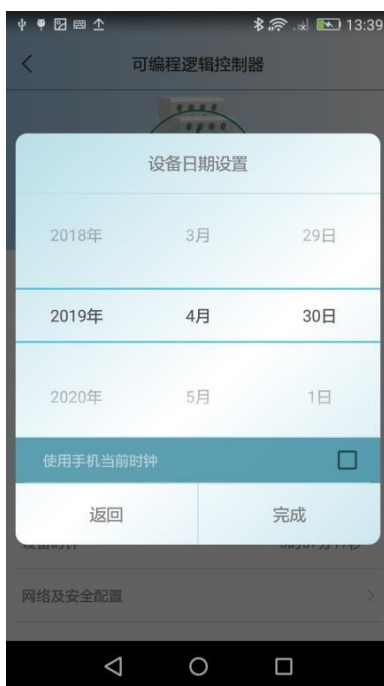 13:39
可编程逻辑控制器
设备日期设置
2018年 3月 29日
2019年 4月 30日
2020年 5月 1日
使用手机当前时钟
返回 完成
网络及安全配置